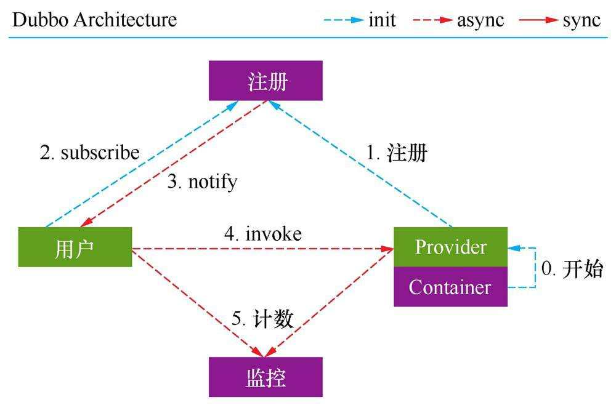 Dubbo Architecture
init
async
sync
注册
2. subscribe
1. 注册
3. notify
用户
4. invoke
Provider
Container
0. 开始
5. 计数
监控